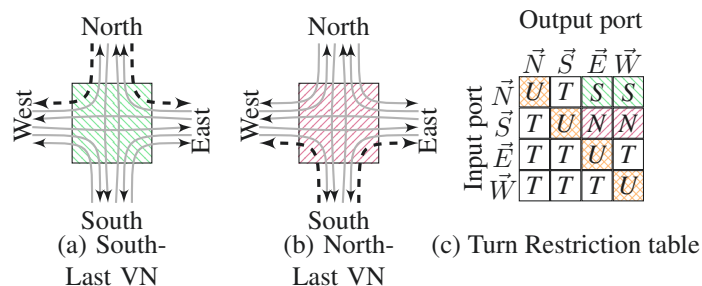 North
West
East
South
(a) South-
Last VN
North
West
East
South
(b) North-
Last VN
Output port
N⃗ S⃗ E⃗ W⃗
Input port
N⃗ U T S S
S⃗ T U N N
E⃗ T T U T
W⃗ T T T U
(c) Turn Restriction table